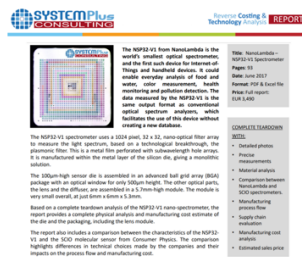 SYSTEMPlus
CONSULTING
Reverse Costing &
Technology Analysis
REPORT
The NSP32-V1 from NanoLambda is the
world's smallest optical spectrometer,
and the first such device for Internet-of-
Things and handheld devices. It could
enable everyday analysis of food and
water, color measurement, health
monitoring and pollution detection. The
data measured by the NSP32-V1 is the
same output format as conventional
optical spectrum analyzers, which
facilitates the use of this device without
creating a new database.
The NSP32-V1 spectrometer uses a 1024 pixel, 32 x 32, nano-optical filter array
to measure the light spectrum, based on a technological breakthrough, the
plasmonic filter. This is a metal film perforated with subwavelength hole arrays.
It is manufactured within the metal layer of the silicon die, giving a monolithic
solution.
The 100µm-high sensor die is assembled in an advanced ball grid array (BGA)
package with an optical window for only 500µm height. The other optical parts,
the lens and the diffuser, are assembled in a 5.7mm-high module. The module is
very small overall, at just 6mm x 6mm x 5.3mm.
Based on a complete teardown analysis of the NSP32-V1 nano-spectrometer, the
report provides a complete physical analysis and manufacturing cost estimate of
the die and the packaging, including the lens module.
The report also includes a comparison between the characteristics of the NSP32-
V1 and the SCIO molecular sensor from Consumer Physics. The comparison
highlights differences in technical choices made by the companies and their
impacts on the process flow and manufacturing cost.
Title: NanoLambda –
NSP32-V1 Spectrometer
Pages: 93
Date: June 2017
Format: PDF & Excel file
Price: Full report:
EUR 3,490
COMPLETE TEARDOWN
WITH:
• Detailed photos
• Precise
measurements
• Material analysis
• Comparison between
NanoLambda and
SCIO spectrometers
• Manufacturing
process flow
• Supply chain
evaluation
• Manufacturing cost
analysis
• Estimated sales price